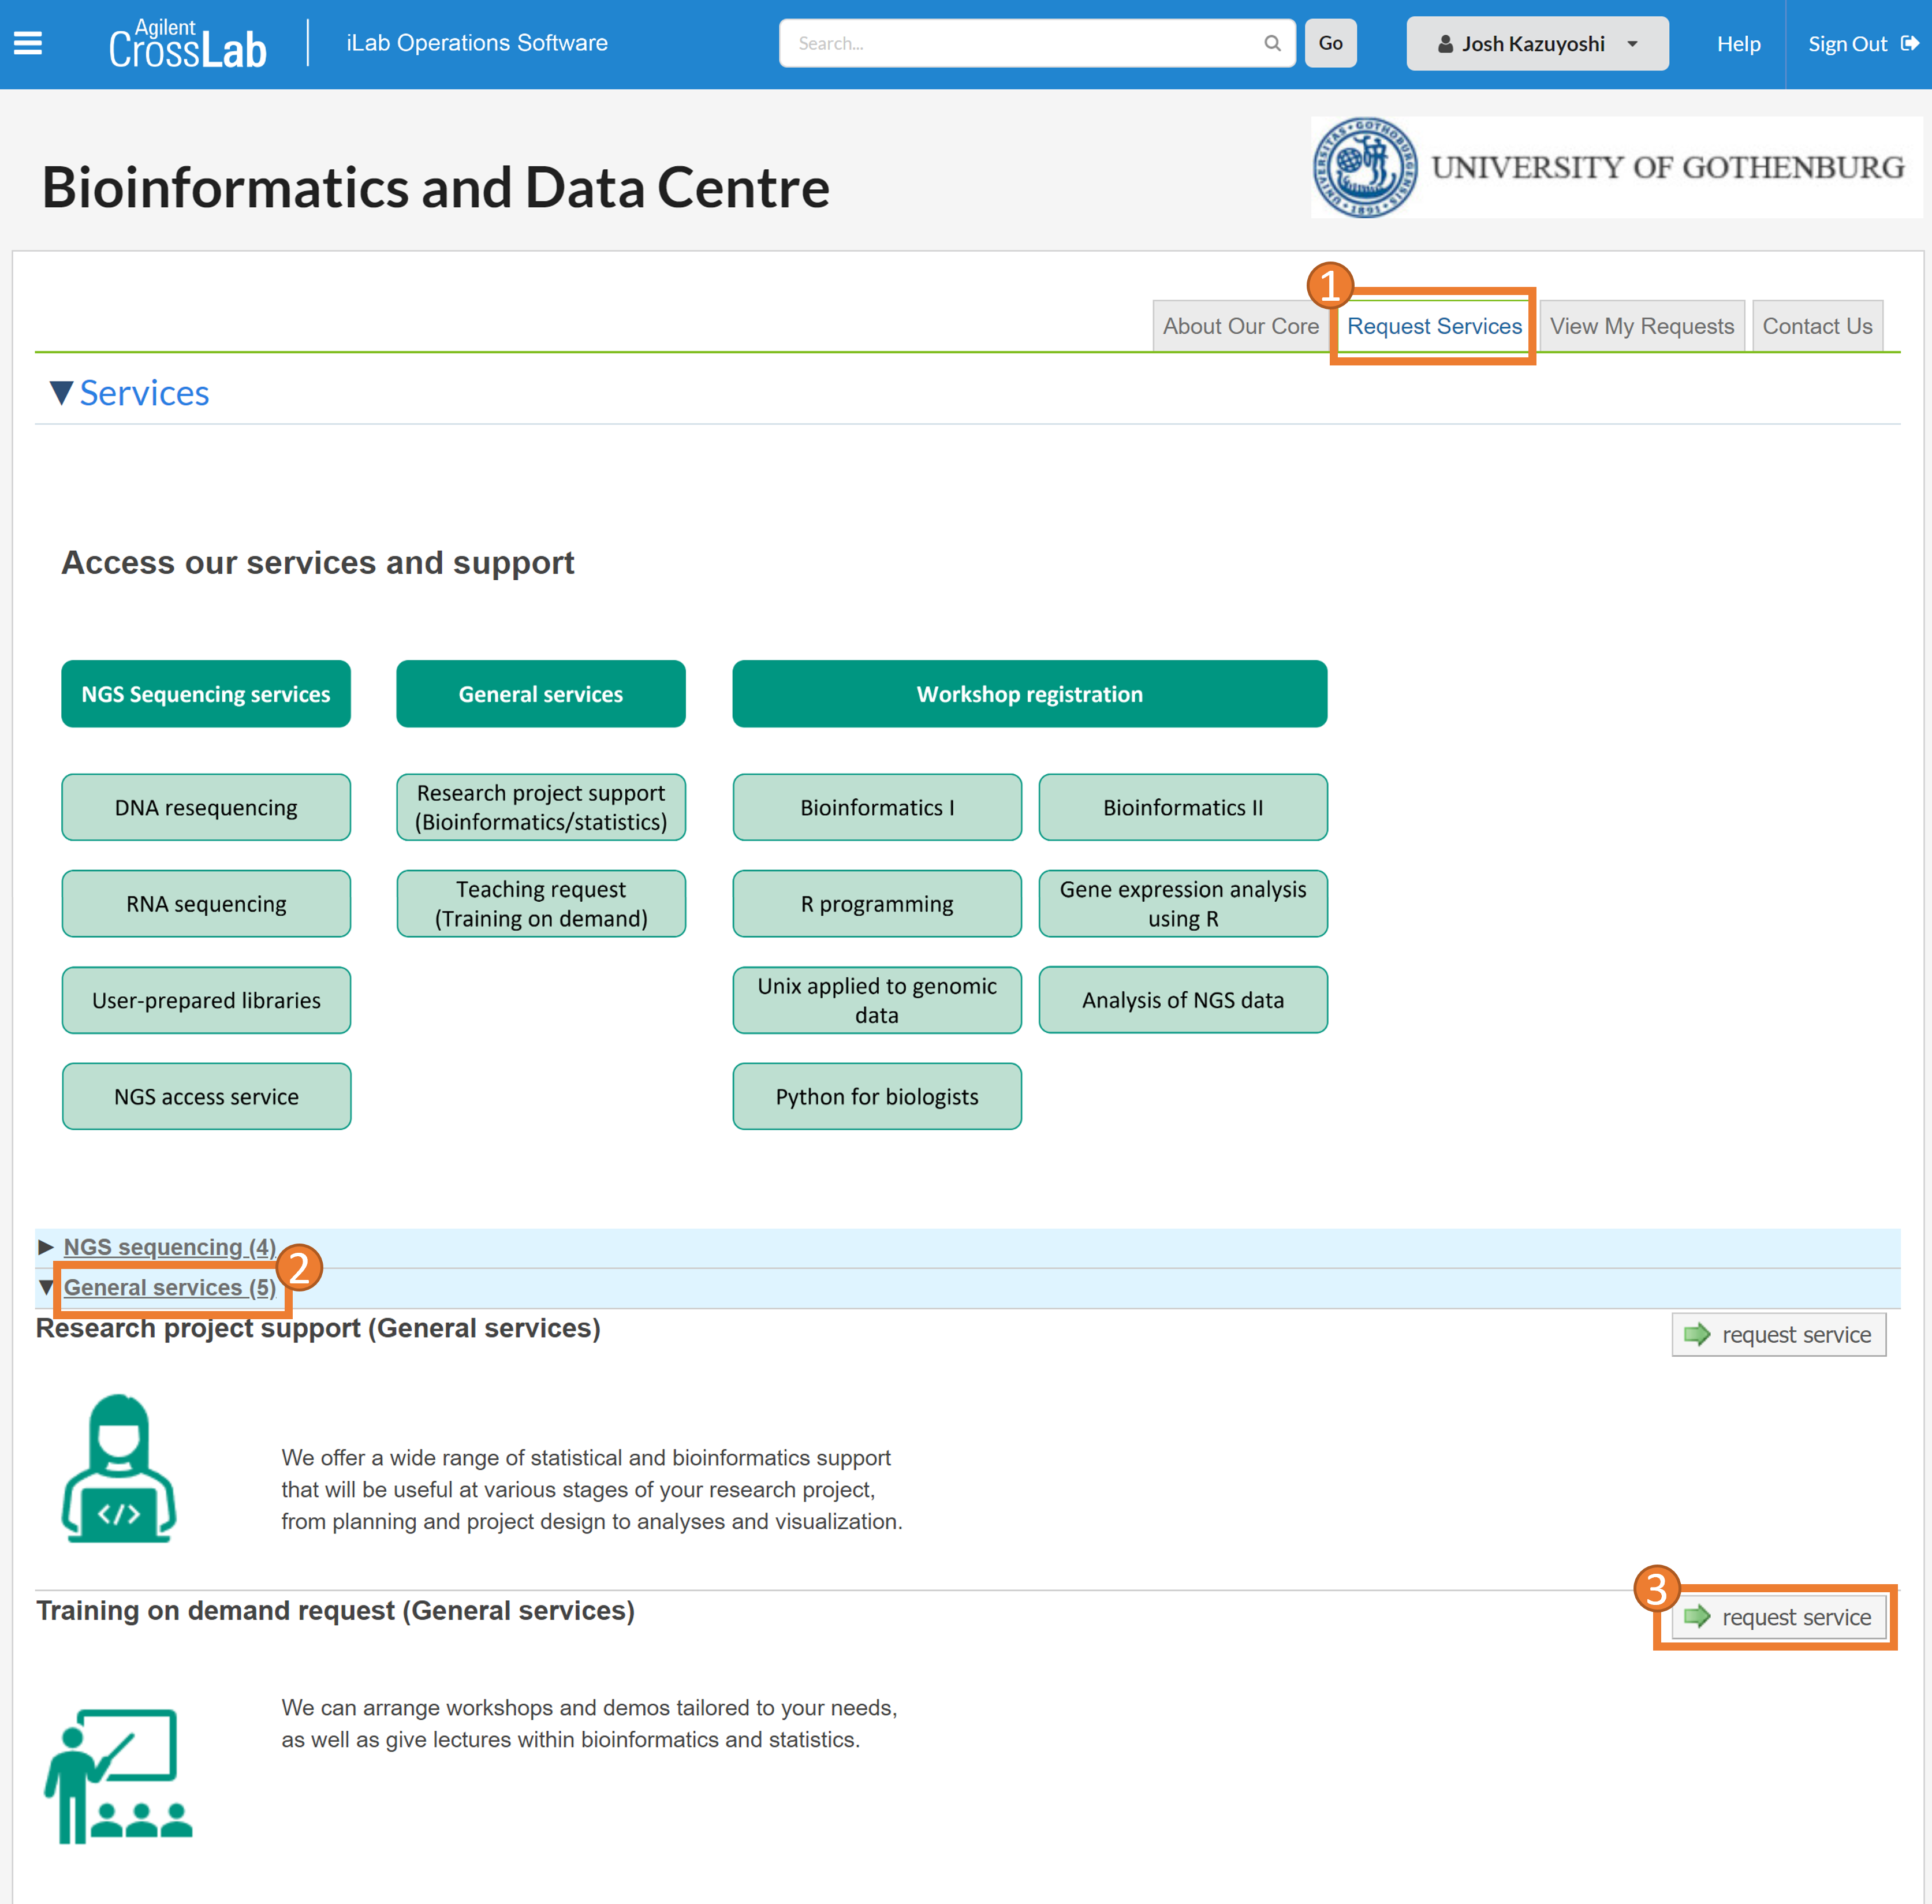 Agilent
CrossLab
iLab Operations Software
Search...
Go
Josh Kazuyoshi
Help
Sign Out
Bioinformatics and Data Centre
UNIVERSITAS · GOTHOBURGENSIS
· 1891 ·
UNIVERSITY OF GOTHENBURG
1
About Our Core
Request Services
View My Requests
Contact Us
Services
Access our services and support
NGS Sequencing services
General services
Workshop registration
DNA resequencing
Research project support
(Bioinformatics/statistics)
Bioinformatics I
Bioinformatics II
RNA sequencing
Teaching request
(Training on demand)
R programming
Gene expression analysis
using R
User-prepared libraries
Unix applied to genomic
data
Analysis of NGS data
NGS access service
Python for biologists
NGS sequencing (4)
2
General services (5)
Research project support (General services)
request service
</>
We offer a wide range of statistical and bioinformatics support
that will be useful at various stages of your research project,
from planning and project design to analyses and visualization.
3
Training on demand request (General services)
request service
We can arrange workshops and demos tailored to your needs,
as well as give lectures within bioinformatics and statistics.